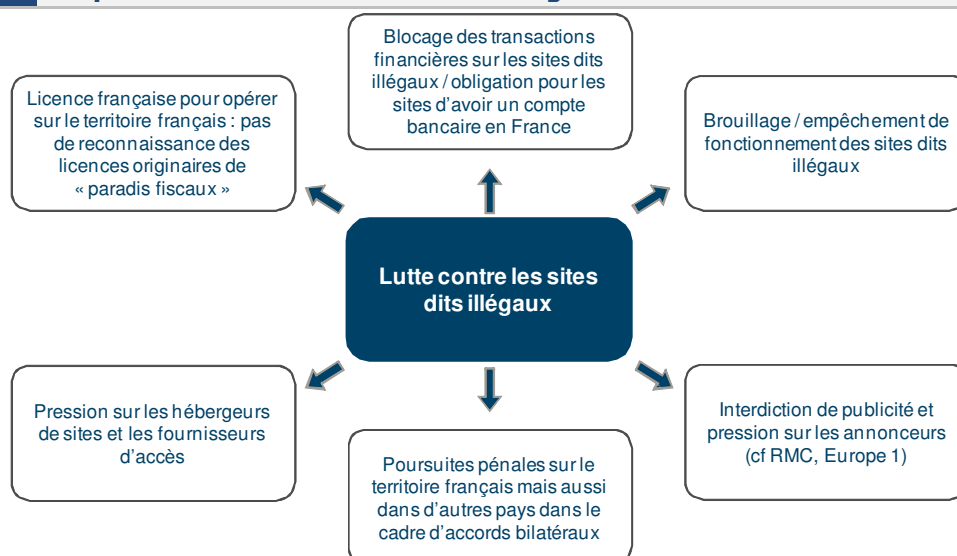 Blocage des transactions
financières sur les sites dits
illégaux / obligation pour les
sites d'avoir un compte
bancaire en France
Licence française pour opérer
sur le territoire français : pas
de reconnaissance des
licences originaires de
« paradis fiscaux »
Brouillage / empêchement de
fonctionnement des sites dits
illégaux
Lutte contre les sites
dits illégaux
Pression sur les hébergeurs
de sites et les fournisseurs
d'accès
Poursuites pénales sur le
territoire français mais aussi
dans d'autres pays dans le
cadre d'accords bilatéraux
Interdiction de publicité et
pression sur les annonceurs
(cf RMC, Europe 1)